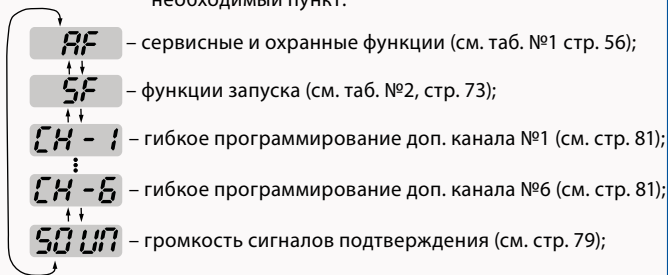 необходимый пункт.
AF – сервисные и охранные функции (см. таб. №1 стр. 56);
SF – функции запуска (см. таб. №2, стр. 73);
CH - 1 – гибкое программирование доп. канала №1 (см. стр. 81);
CH - 6 – гибкое программирование доп. канала №6 (см. стр. 81);
SOUN – громкость сигналов подтверждения (см. стр. 79);